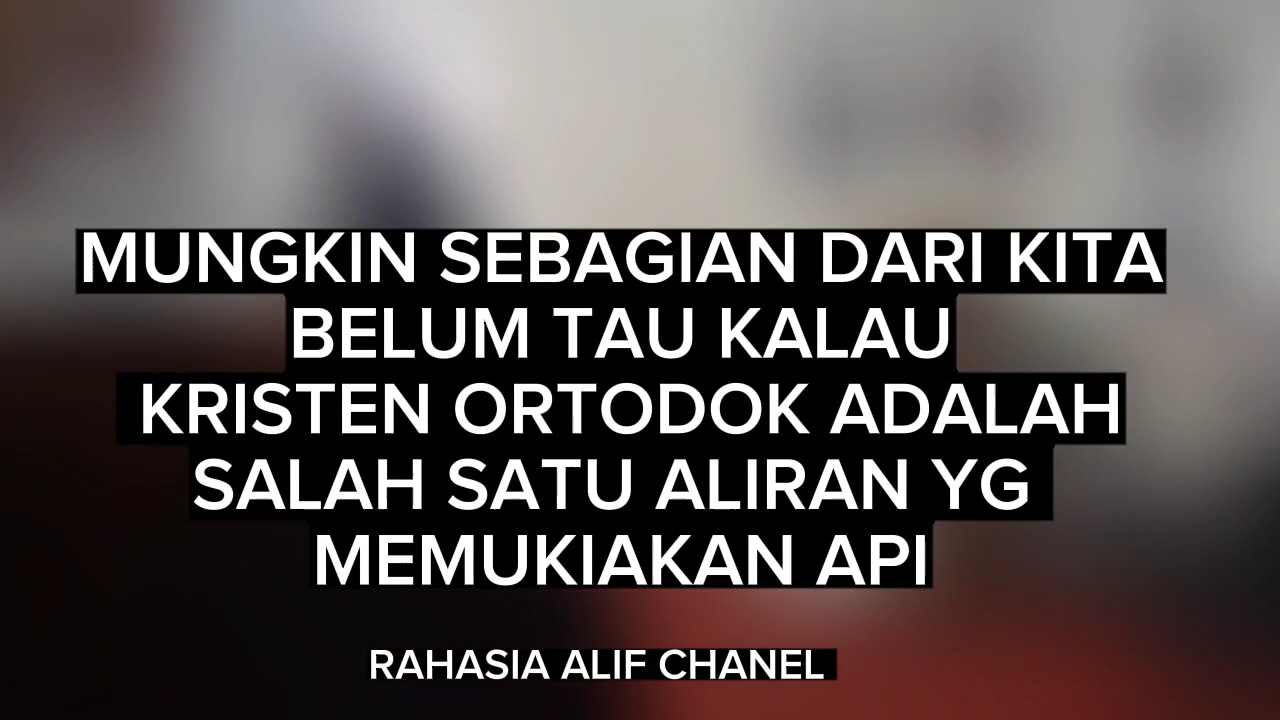 MUNGKIN SEBAGIAN DARI KITA
BELUM TAU KALAU
KRISTEN ORTODOK ADALAH
SALAH SATU ALIRAN YG
MEMUKIAKAN API
RAHASIA ALIF CHANEL